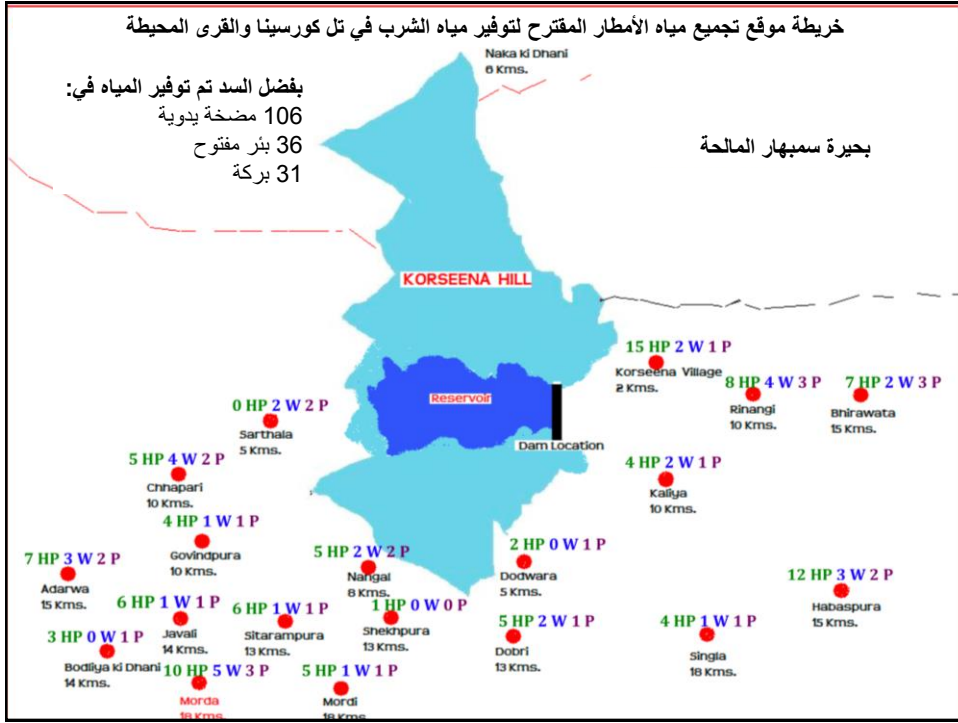 خريطة موقع تجميع مياه الأمطار المقترح لتوفير مياه الشرب في تل كورسينا والقرى المحيطة
Naka ki Dhani
6 Kms.
بفضل السد تم توفير المياه في:
106 مضخة يدوية
36 بئر مفتوح
31 بركة
بحيرة سمبهار المالحة
KORSEENA HILL
Reservoir
Dam Location
15 HP 2 W 1 P
Korseena Village
2 Kms.
8 HP 4 W 3 P
Rinangi
10 Kms.
7 HP 2 W 3 P
Bhirawata
15 Kms.
0 HP 2 W 2 P
Sarthala
5 Kms.
5 HP 4 W 2 P
Chhapari
10 Kms.
4 HP 2 W 1 P
Kaliya
10 Kms.
4 HP 1 W 1 P
Govindpura
10 Kms.
7 HP 3 W 2 P
Adarwa
15 Kms.
5 HP 2 W 2 P
Nangal
8 Kms.
2 HP 0 W 1 P
Dodwara
5 Kms.
12 HP 3 W 2 P
Habaspura
15 Kms.
6 HP 1 W 1 P
Javali
14 Kms.
6 HP 1 W 1 P
Sitarampura
13 Kms.
1 HP 0 W 0 P
Shekhpura
13 Kms.
5 HP 2 W 1 P
Dobri
13 Kms.
4 HP 1 W 1 P
Singla
18 Kms.
3 HP 0 W 1 P
Bodliya ki Dhani
14 Kms.
10 HP 5 W 3 P
Morda
18 Kms.
5 HP 1 W 1 P
Mordi
18 Kms.